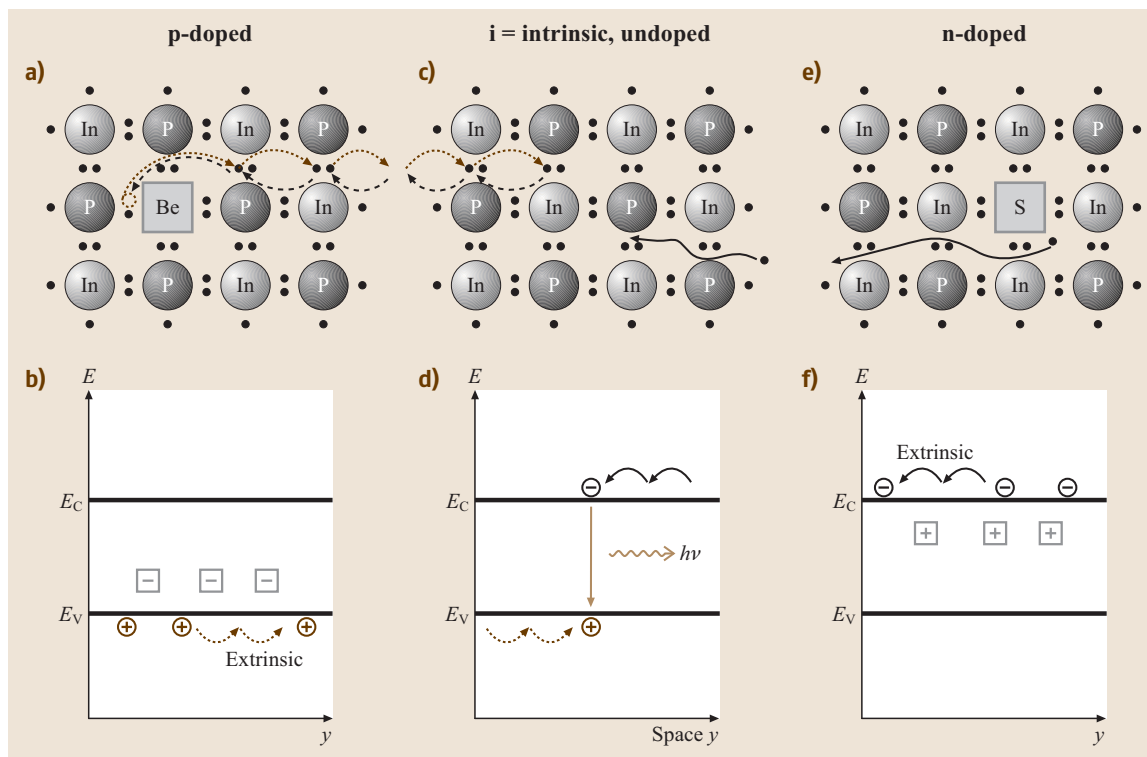 p-doped
i = intrinsic, undoped
n-doped
a)
c)
e)
In P In P
In P In P
In P In P
P Be P In
P In P In
P In S In
In P In P
In P In P
In P In P
b)
d)
f)
E
E
E
Extrinsic
E_C
− − −
E_V
+ + +
Extrinsic
y
E_C
−
hν
E_V
+
Space y
E_C
− − −
+ + +
E_V
y